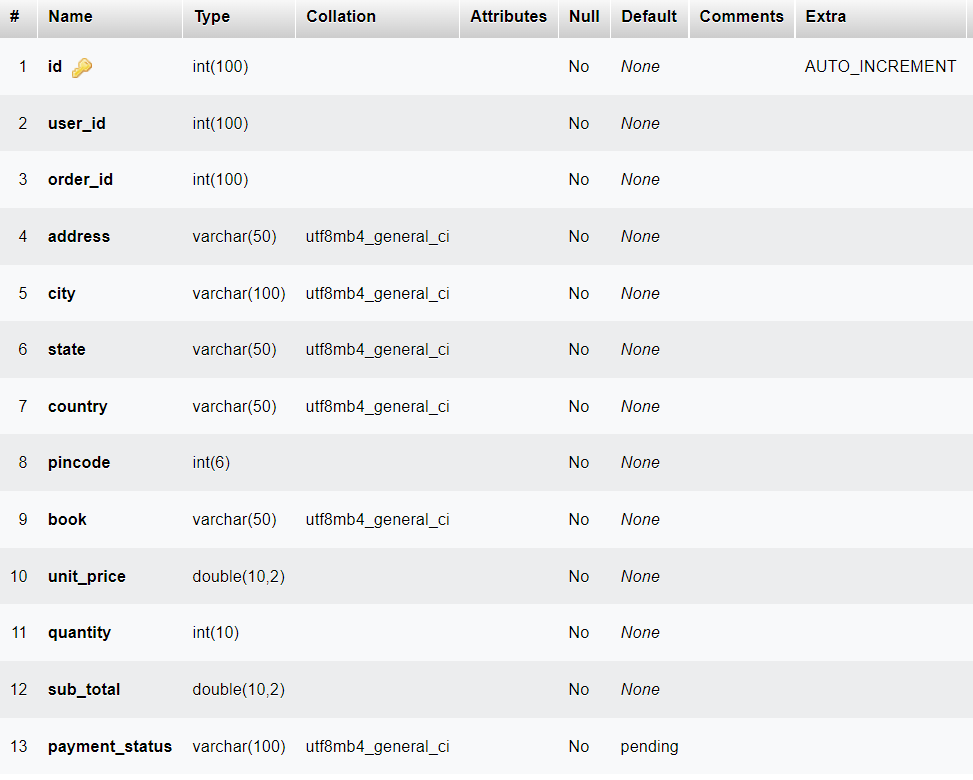 # Name Type Collation Attributes Null Default Comments Extra
1 id int(100) No None AUTO_INCREMENT
2 user_id int(100) No None
3 order_id int(100) No None
4 address varchar(50) utf8mb4_general_ci No None
5 city varchar(100) utf8mb4_general_ci No None
6 state varchar(50) utf8mb4_general_ci No None
7 country varchar(50) utf8mb4_general_ci No None
8 pincode int(6) No None
9 book varchar(50) utf8mb4_general_ci No None
10 unit_price double(10,2) No None
11 quantity int(10) No None
12 sub_total double(10,2) No None
13 payment_status varchar(100) utf8mb4_general_ci No pending